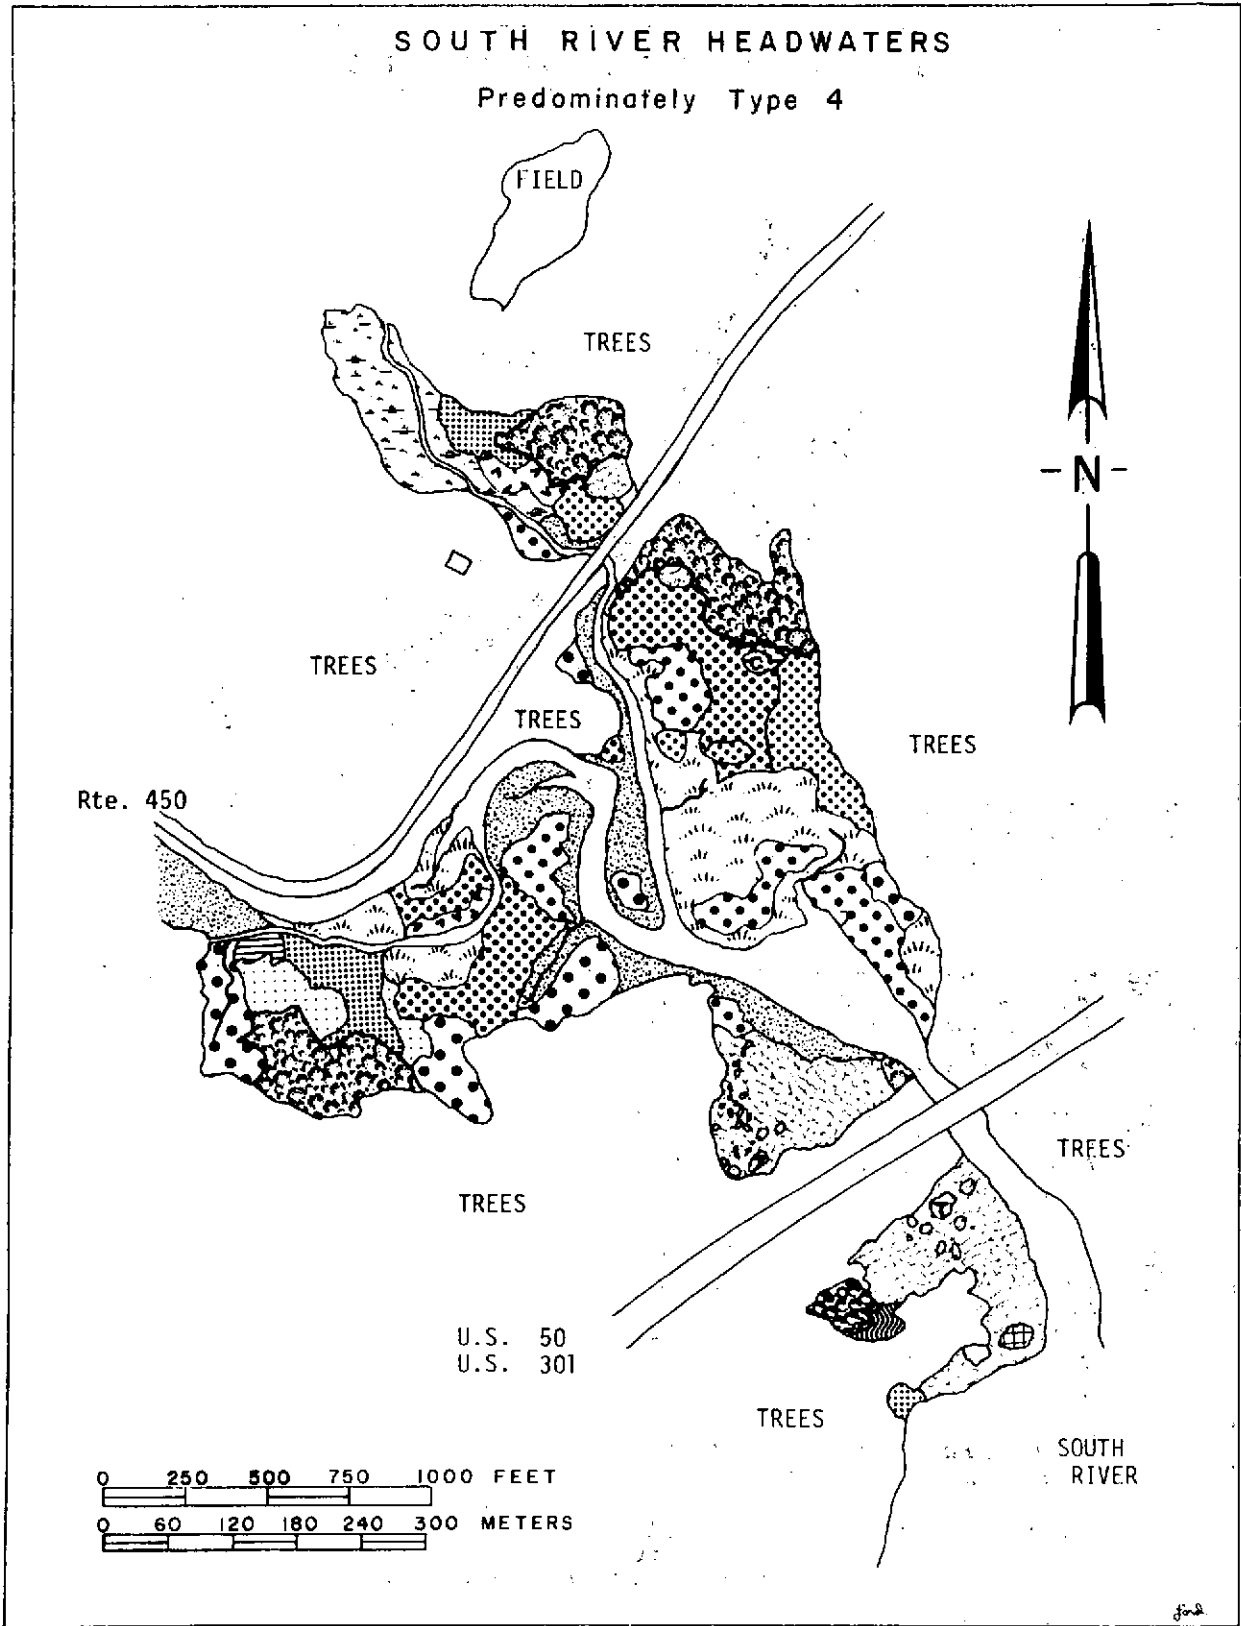 SOUTH RIVER HEADWATERS
Predominately Type 4
FIELD
TREES
N
TREES
TREES
TREES
Rte. 450
TREES
TREES
U.S. 50
U.S. 301
TREES
SOUTH
RIVER
0 250 500 750 1000 FEET
0 60 120 180 240 300 METERS